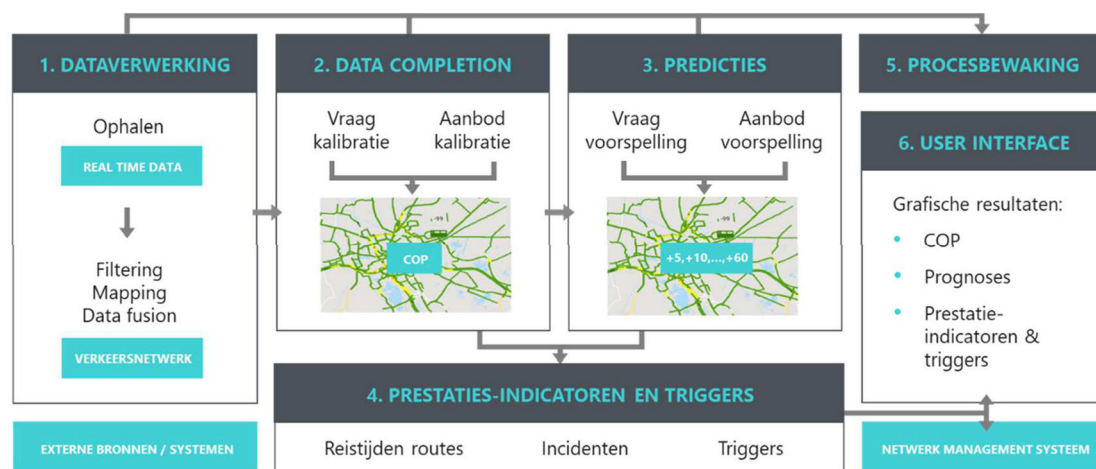 1. DATAVERWERKING
Ophalen
REAL TIME DATA
Filtering
Mapping
Data fusion
VERKEERSNETWERK
EXTERNE BRONNEN / SYSTEMEN
2. DATA COMPLETION
Vraag
kalibratie
Aanbod
kalibratie
-99
COP
3. PREDICTIES
Vraag
voorspelling
Aanbod
voorspelling
-99
+5,+10,...,+60
4. PRESTATIES-INDICATOREN EN TRIGGERS
Reistijden routes
Incidenten
Triggers
5. PROCESBEWAKING
6. USER INTERFACE
Grafische resultaten:
• COP
• Prognoses
• Prestatie-
indicatoren &
triggers
NETWERK MANAGEMENT SYSTEEM